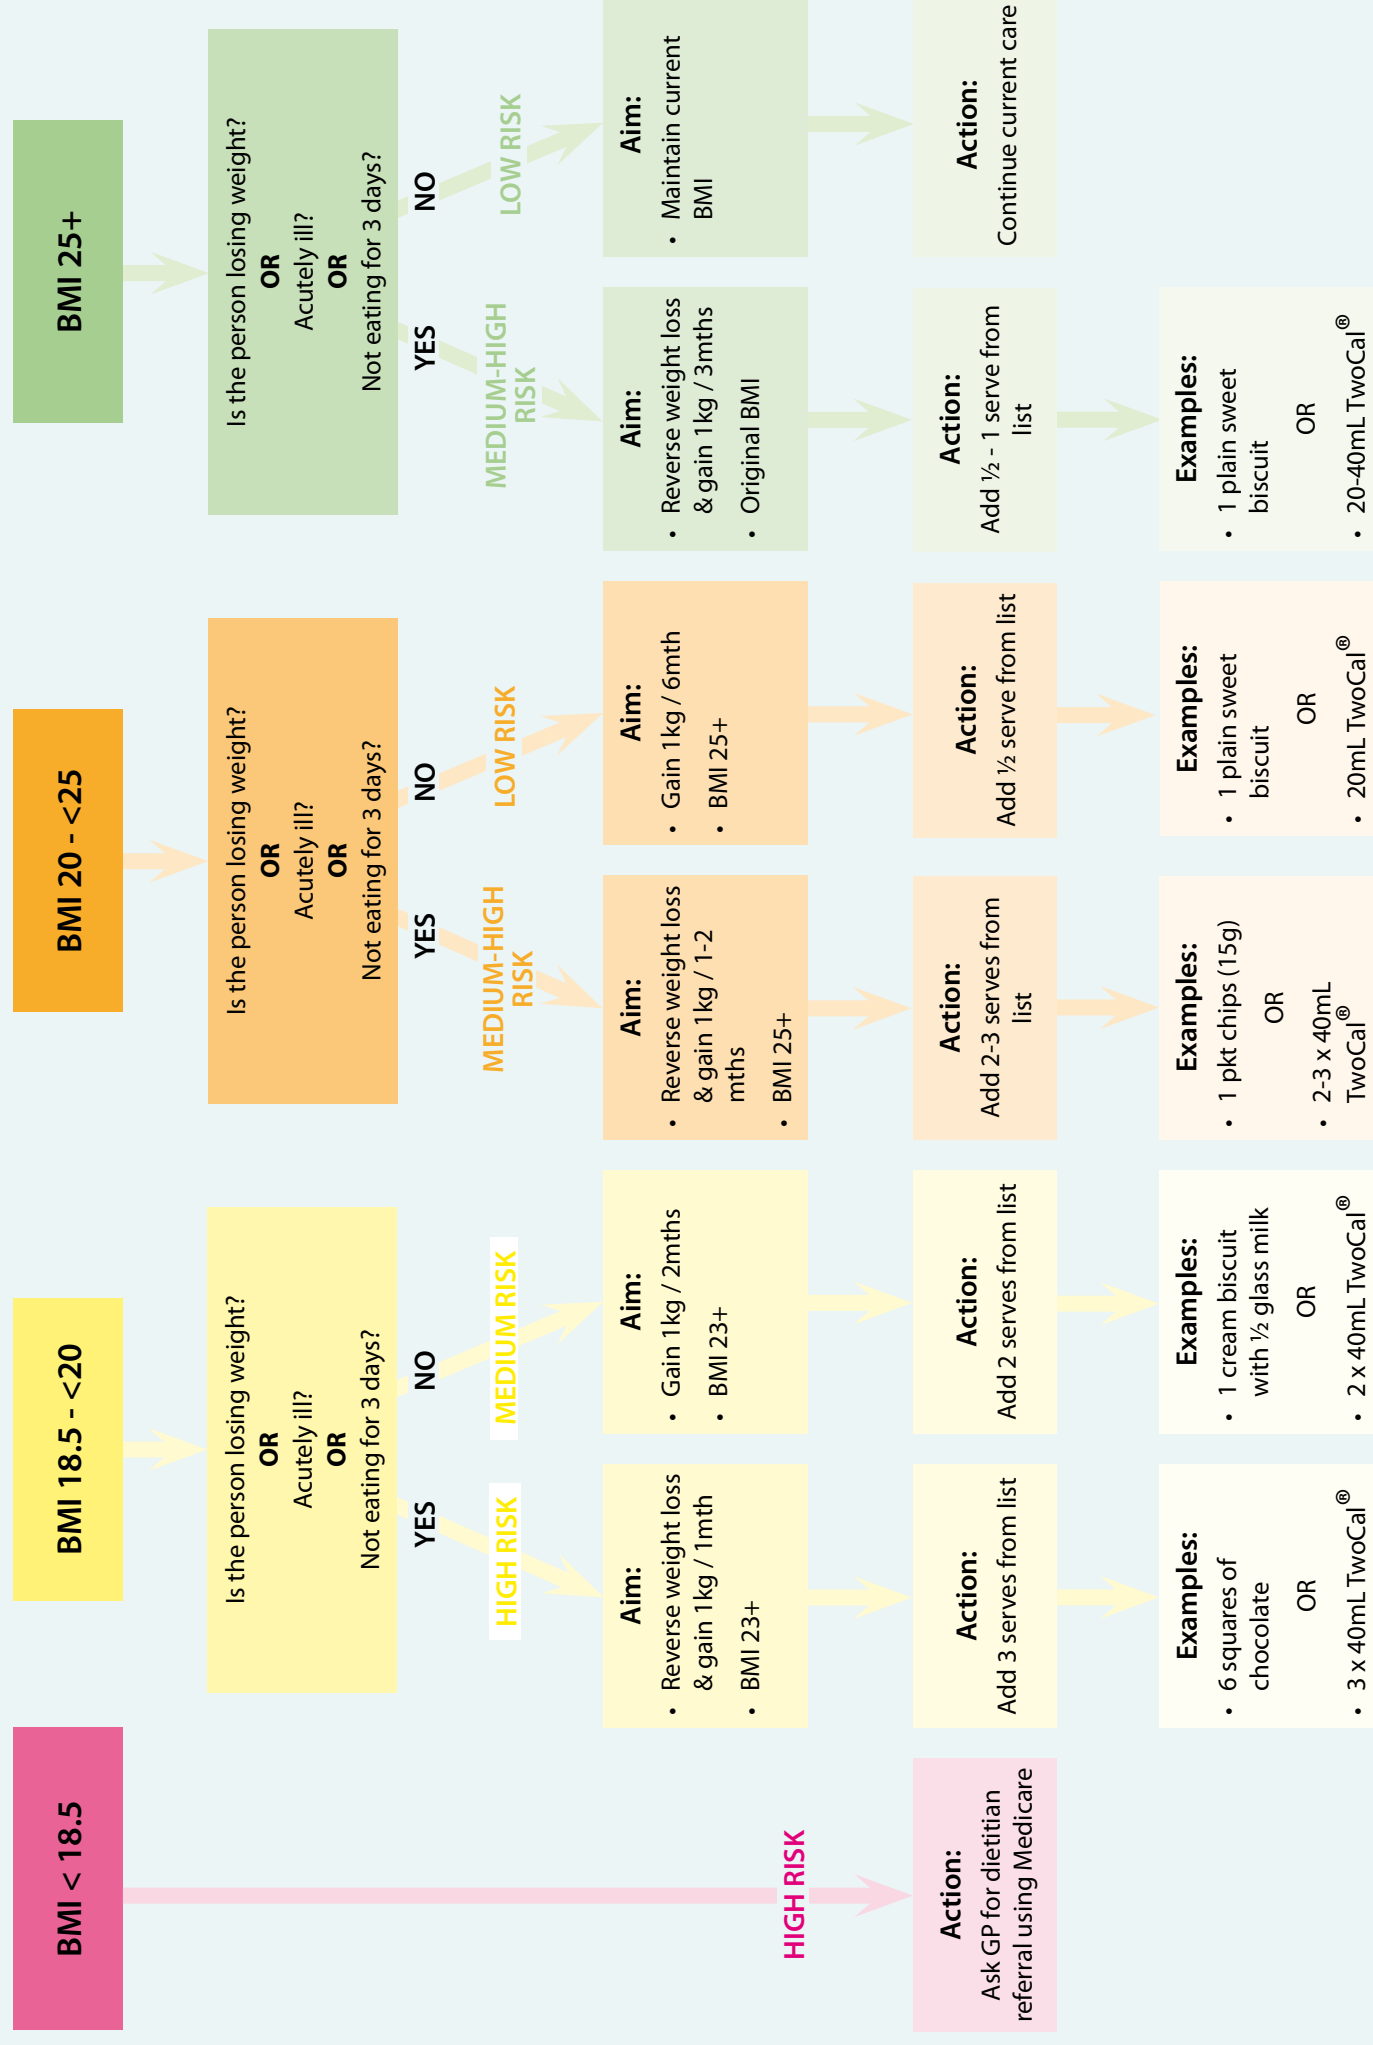 BMI < 18.5
HIGH RISK
Action:
Ask GP for dietitian
referral using Medicare
BMI 18.5 - <20
Is the person losing weight?
OR
Acutely ill?
OR
Not eating for 3 days?
YES
HIGH RISK
Aim:
• Reverse weight loss
& gain 1kg / 1mth
• BMI 23+
Action:
Add 3 serves from list
Examples:
• 6 squares of
chocolate
OR
• 3 x 40mL TwoCal®
NO
MEDIUM RISK
Aim:
• Gain 1kg / 2mths
• BMI 23+
Action:
Add 2 serves from list
Examples:
• 1 cream biscuit
with ½ glass milk
OR
• 2 x 40mL TwoCal®
BMI 20 - <25
Is the person losing weight?
OR
Acutely ill?
OR
Not eating for 3 days?
YES
MEDIUM-HIGH
RISK
Aim:
• Reverse weight loss
& gain 1kg / 1-2
mths
• BMI 25+
Action:
Add 2-3 serves from
list
Examples:
• 1 pkt chips (15g)
OR
• 2-3 x 40mL
TwoCal®
NO
LOW RISK
Aim:
• Gain 1kg / 6mth
• BMI 25+
Action:
Add ½ serve from list
Examples:
• 1 plain sweet
biscuit
OR
• 20mL TwoCal®
BMI 25+
Is the person losing weight?
OR
Acutely ill?
OR
Not eating for 3 days?
YES
MEDIUM-HIGH
RISK
Aim:
• Reverse weight loss
& gain 1kg / 3mths
• Original BMI
Action:
Add ½ - 1 serve from
list
Examples:
• 1 plain sweet
biscuit
OR
• 20-40mL TwoCal®
NO
LOW RISK
Aim:
• Maintain current
BMI
Action:
Continue current care